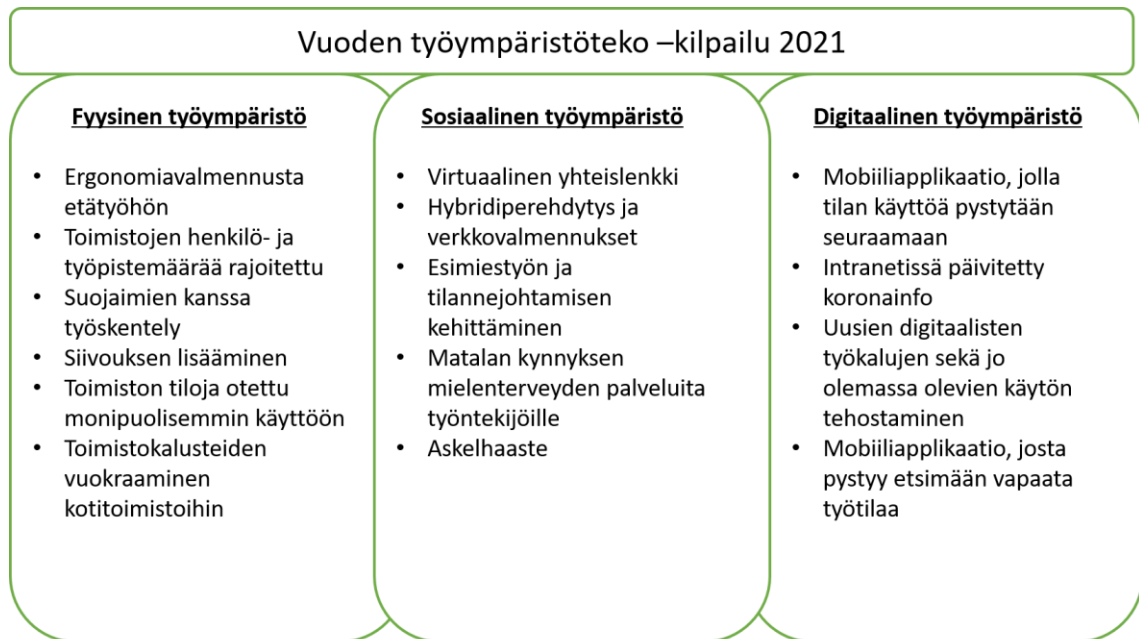 Vuoden työympäristöteko –kilpailu 2021
Fyysinen työympäristö
• Ergonomiavalmennusta
etätyöhön
• Toimistojen henkilö- ja
työpistemäärää rajoitettu
• Suojaimien kanssa
työskentely
• Siivouksen lisääminen
• Toimiston tiloja otettu
monipuolisemmin käyttöön
• Toimistokalusteiden
vuokraaminen
kotitoimistoihin
Sosiaalinen työympäristö
• Virtuaalinen yhteislenkki
• Hybridiperehdytys ja
verkkovalmennukset
• Esimiestyön ja
tilannejohtamisen
kehittäminen
• Matalan kynnyksen
mielenterveyden palveluita
työntekijöille
• Askelhaaste
Digitaalinen työympäristö
• Mobiiliapplikaatio, jolla
tilan käyttöä pystytään
seuraamaan
• Intranetissä päivitetty
koronainfo
• Uusien digitaalisten
työkalujen sekä jo
olemassa olevien käytön
tehostaminen
• Mobiiliapplikaatio, josta
pystyy etsimään vapaata
työtilaa